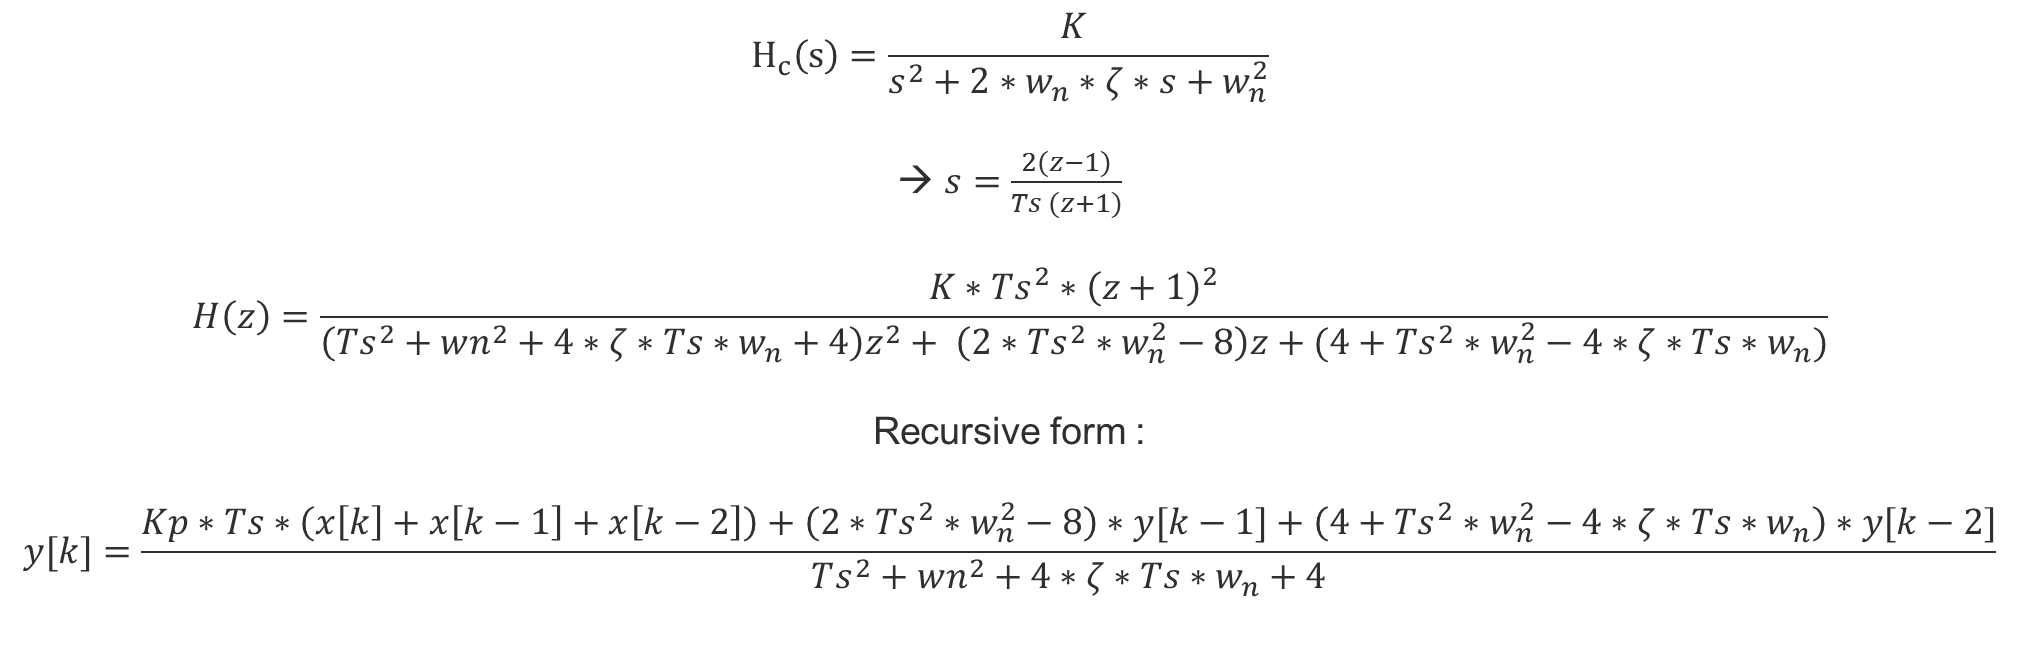 H_c(s) = K / (s^2 + 2 * w_n * ζ * s + w_n^2)
→ s = 2(z−1) / (Ts (z+1))
H(z) = K * Ts^2 * (z + 1)^2 / ((Ts^2 + wn^2 + 4 * ζ * Ts * w_n + 4)z^2 + (2 * Ts^2 * w_n^2 − 8)z + (4 + Ts^2 * w_n^2 − 4 * ζ * Ts * w_n))
Recursive form :
y[k] = (Kp * Ts * (x[k] + x[k − 1] + x[k − 2]) + (2 * Ts^2 * w_n^2 − 8) * y[k − 1] + (4 + Ts^2 * w_n^2 − 4 * ζ * Ts * w_n) * y[k − 2]) / (Ts^2 + wn^2 + 4 * ζ * Ts * w_n + 4)